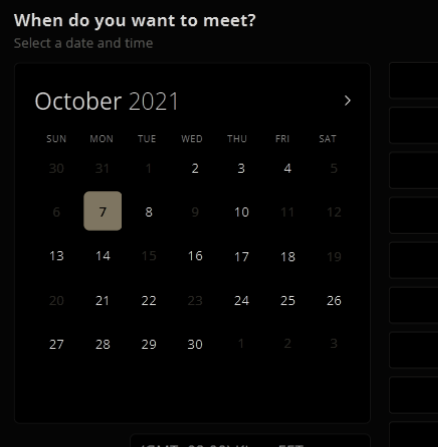 When do you want to meet?
Select a date and time
October 2021
SUN MON TUE WED THU FRI SAT
30 31 1 2 3 4 5
6 7 8 9 10 11 12
13 14 15 16 17 18 19
20 21 22 23 24 25 26
27 28 29 30 1 2 3